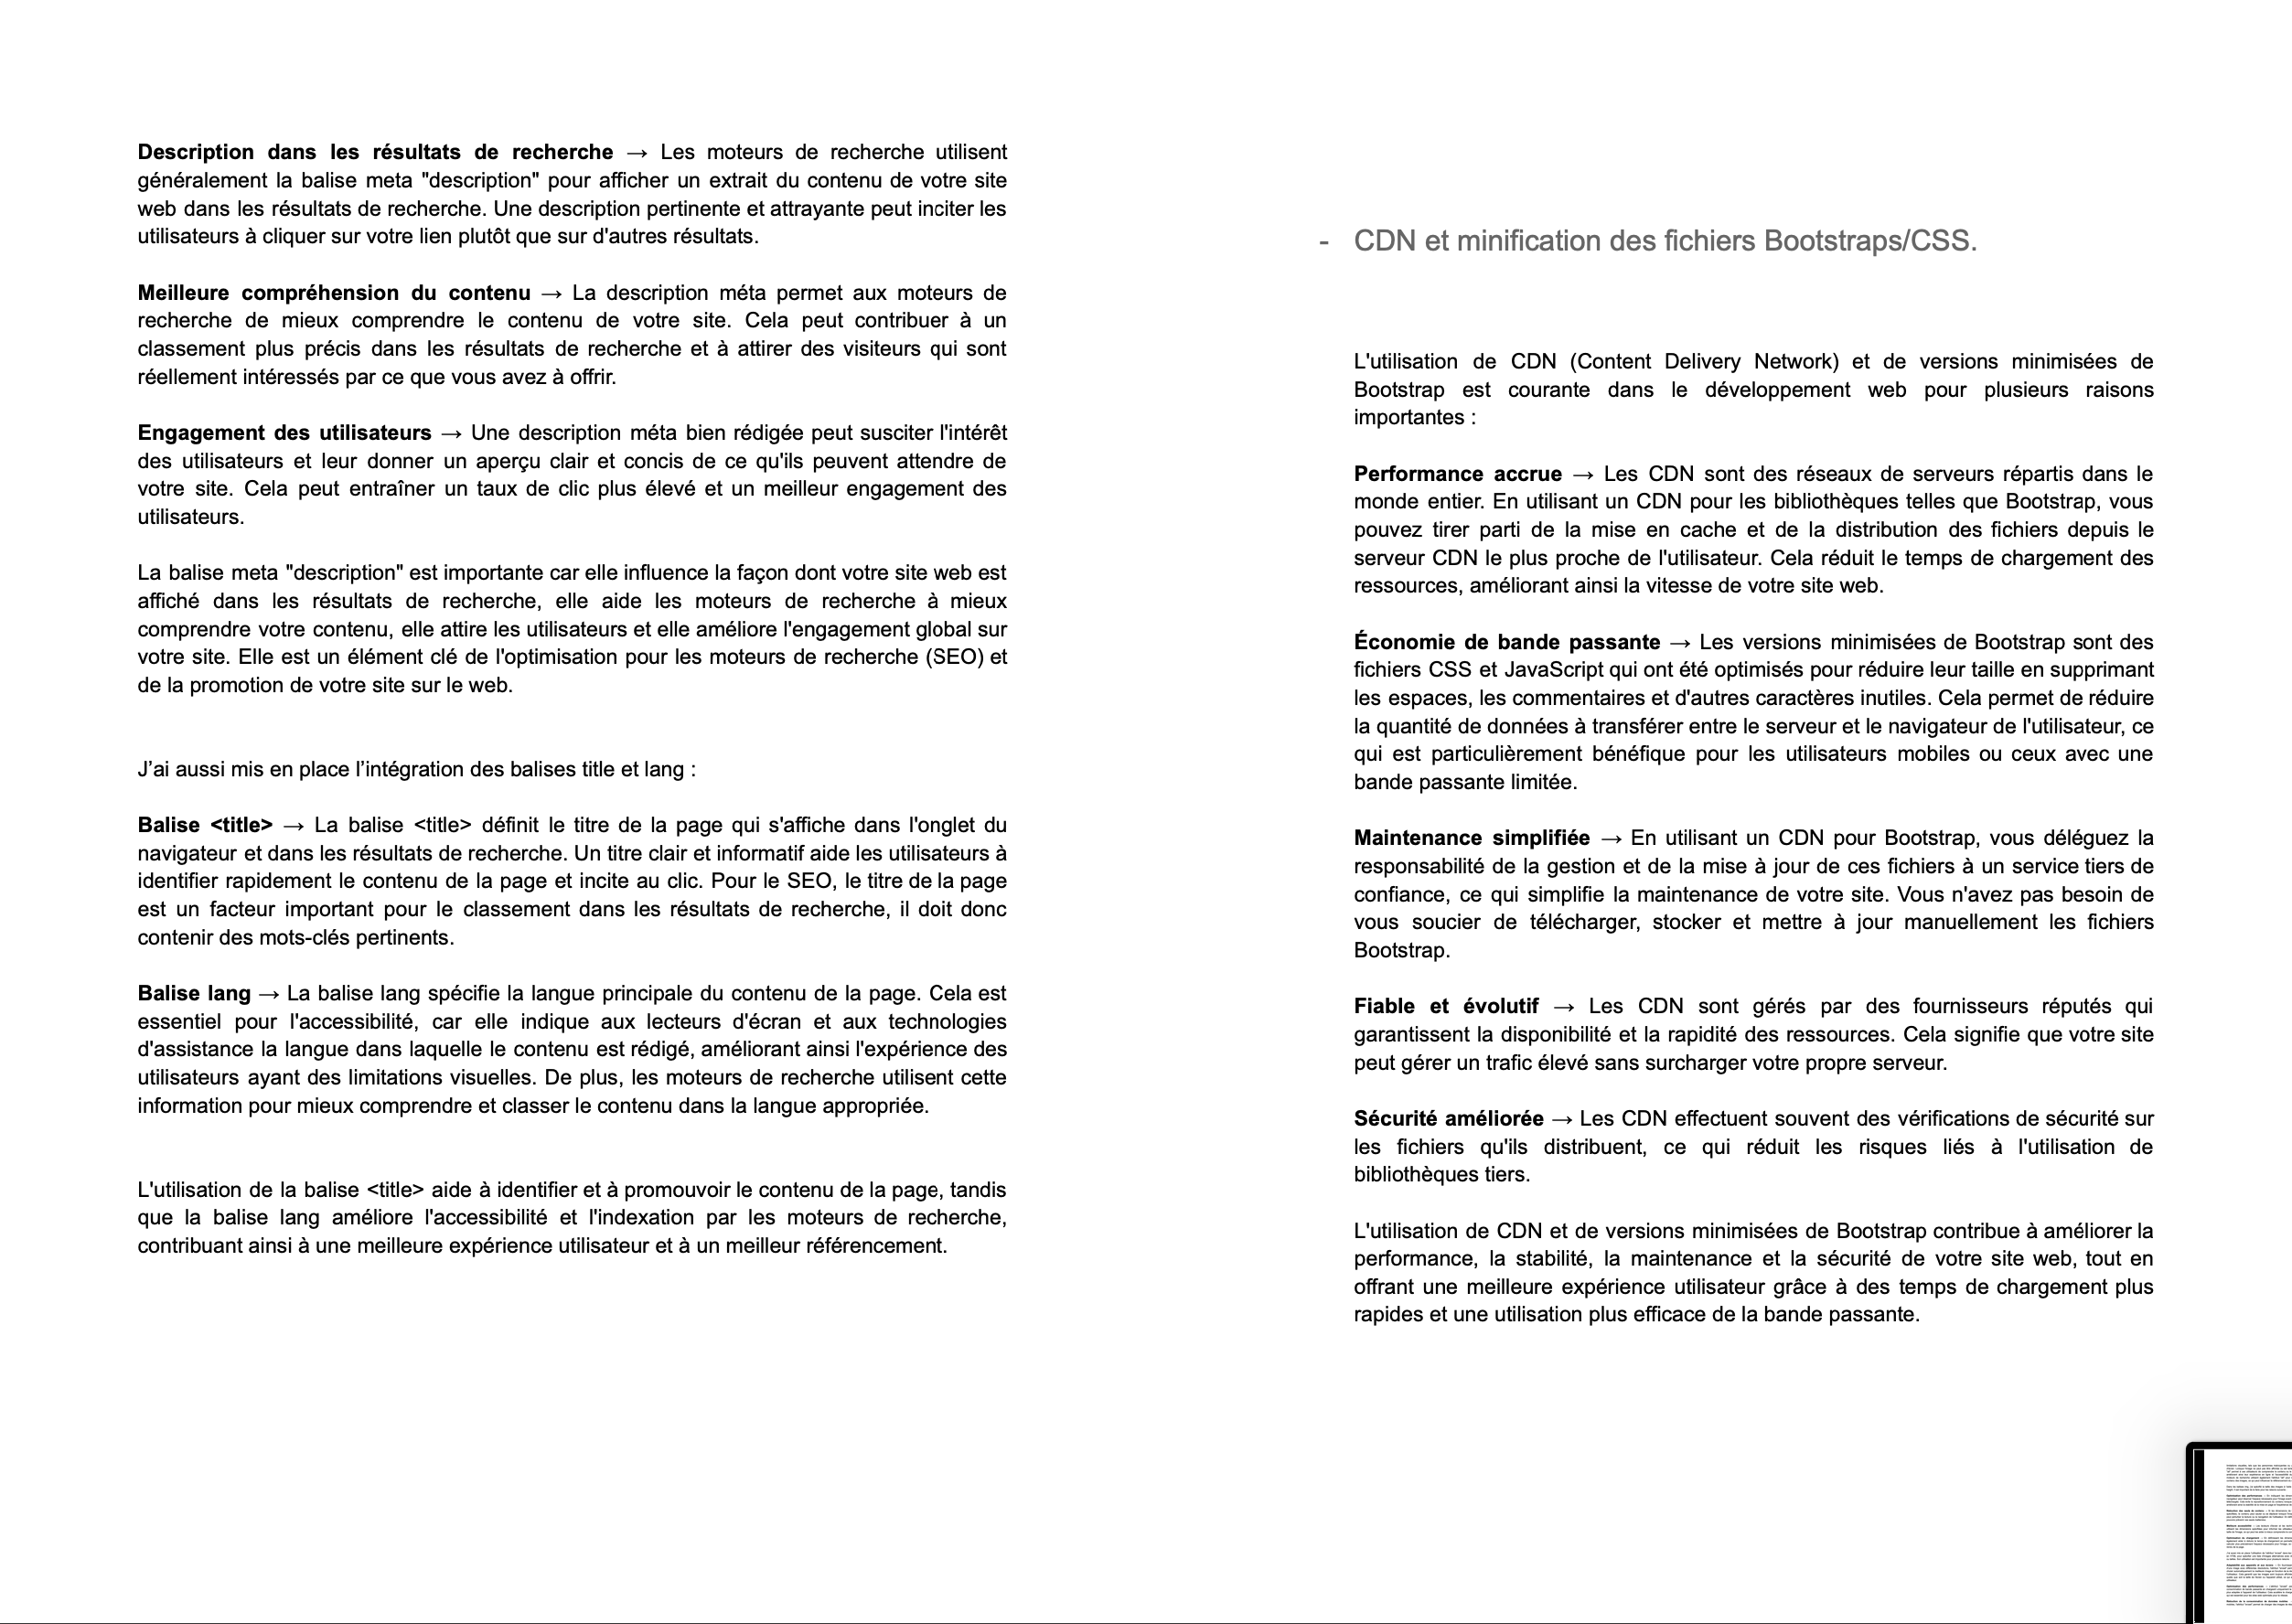 Description dans les résultats de recherche → Les moteurs de recherche utilisent
généralement la balise meta "description" pour afficher un extrait du contenu de votre site
web dans les résultats de recherche. Une description pertinente et attrayante peut inciter les
utilisateurs à cliquer sur votre lien plutôt que sur d'autres résultats.
Meilleure compréhension du contenu → La description méta permet aux moteurs de
recherche de mieux comprendre le contenu de votre site. Cela peut contribuer à un
classement plus précis dans les résultats de recherche et à attirer des visiteurs qui sont
réellement intéressés par ce que vous avez à offrir.
Engagement des utilisateurs → Une description méta bien rédigée peut susciter l'intérêt
des utilisateurs et leur donner un aperçu clair et concis de ce qu'ils peuvent attendre de
votre site. Cela peut entraîner un taux de clic plus élevé et un meilleur engagement des
utilisateurs.
La balise meta "description" est importante car elle influence la façon dont votre site web est
affiché dans les résultats de recherche, elle aide les moteurs de recherche à mieux
comprendre votre contenu, elle attire les utilisateurs et elle améliore l'engagement global sur
votre site. Elle est un élément clé de l'optimisation pour les moteurs de recherche (SEO) et
de la promotion de votre site sur le web.
J’ai aussi mis en place l’intégration des balises title et lang :
Balise <title> → La balise <title> définit le titre de la page qui s'affiche dans l'onglet du
navigateur et dans les résultats de recherche. Un titre clair et informatif aide les utilisateurs à
identifier rapidement le contenu de la page et incite au clic. Pour le SEO, le titre de la page
est un facteur important pour le classement dans les résultats de recherche, il doit donc
contenir des mots-clés pertinents.
Balise lang → La balise lang spécifie la langue principale du contenu de la page. Cela est
essentiel pour l'accessibilité, car elle indique aux lecteurs d'écran et aux technologies
d'assistance la langue dans laquelle le contenu est rédigé, améliorant ainsi l'expérience des
utilisateurs ayant des limitations visuelles. De plus, les moteurs de recherche utilisent cette
information pour mieux comprendre et classer le contenu dans la langue appropriée.
L'utilisation de la balise <title> aide à identifier et à promouvoir le contenu de la page, tandis
que la balise lang améliore l'accessibilité et l'indexation par les moteurs de recherche,
contribuant ainsi à une meilleure expérience utilisateur et à un meilleur référencement.
- CDN et minification des fichiers Bootstraps/CSS.
L'utilisation de CDN (Content Delivery Network) et de versions minimisées de
Bootstrap est courante dans le développement web pour plusieurs raisons
importantes :
Performance accrue → Les CDN sont des réseaux de serveurs répartis dans le
monde entier. En utilisant un CDN pour les bibliothèques telles que Bootstrap, vous
pouvez tirer parti de la mise en cache et de la distribution des fichiers depuis le
serveur CDN le plus proche de l'utilisateur. Cela réduit le temps de chargement des
ressources, améliorant ainsi la vitesse de votre site web.
Économie de bande passante → Les versions minimisées de Bootstrap sont des
fichiers CSS et JavaScript qui ont été optimisés pour réduire leur taille en supprimant
les espaces, les commentaires et d'autres caractères inutiles. Cela permet de réduire
la quantité de données à transférer entre le serveur et le navigateur de l'utilisateur, ce
qui est particulièrement bénéfique pour les utilisateurs mobiles ou ceux avec une
bande passante limitée.
Maintenance simplifiée → En utilisant un CDN pour Bootstrap, vous déléguez la
responsabilité de la gestion et de la mise à jour de ces fichiers à un service tiers de
confiance, ce qui simplifie la maintenance de votre site. Vous n'avez pas besoin de
vous soucier de télécharger, stocker et mettre à jour manuellement les fichiers
Bootstrap.
Fiable et évolutif → Les CDN sont gérés par des fournisseurs réputés qui
garantissent la disponibilité et la rapidité des ressources. Cela signifie que votre site
peut gérer un trafic élevé sans surcharger votre propre serveur.
Sécurité améliorée → Les CDN effectuent souvent des vérifications de sécurité sur
les fichiers qu'ils distribuent, ce qui réduit les risques liés à l'utilisation de
bibliothèques tiers.
L'utilisation de CDN et de versions minimisées de Bootstrap contribue à améliorer la
performance, la stabilité, la maintenance et la sécurité de votre site web, tout en
offrant une meilleure expérience utilisateur grâce à des temps de chargement plus
rapides et une utilisation plus efficace de la bande passante.